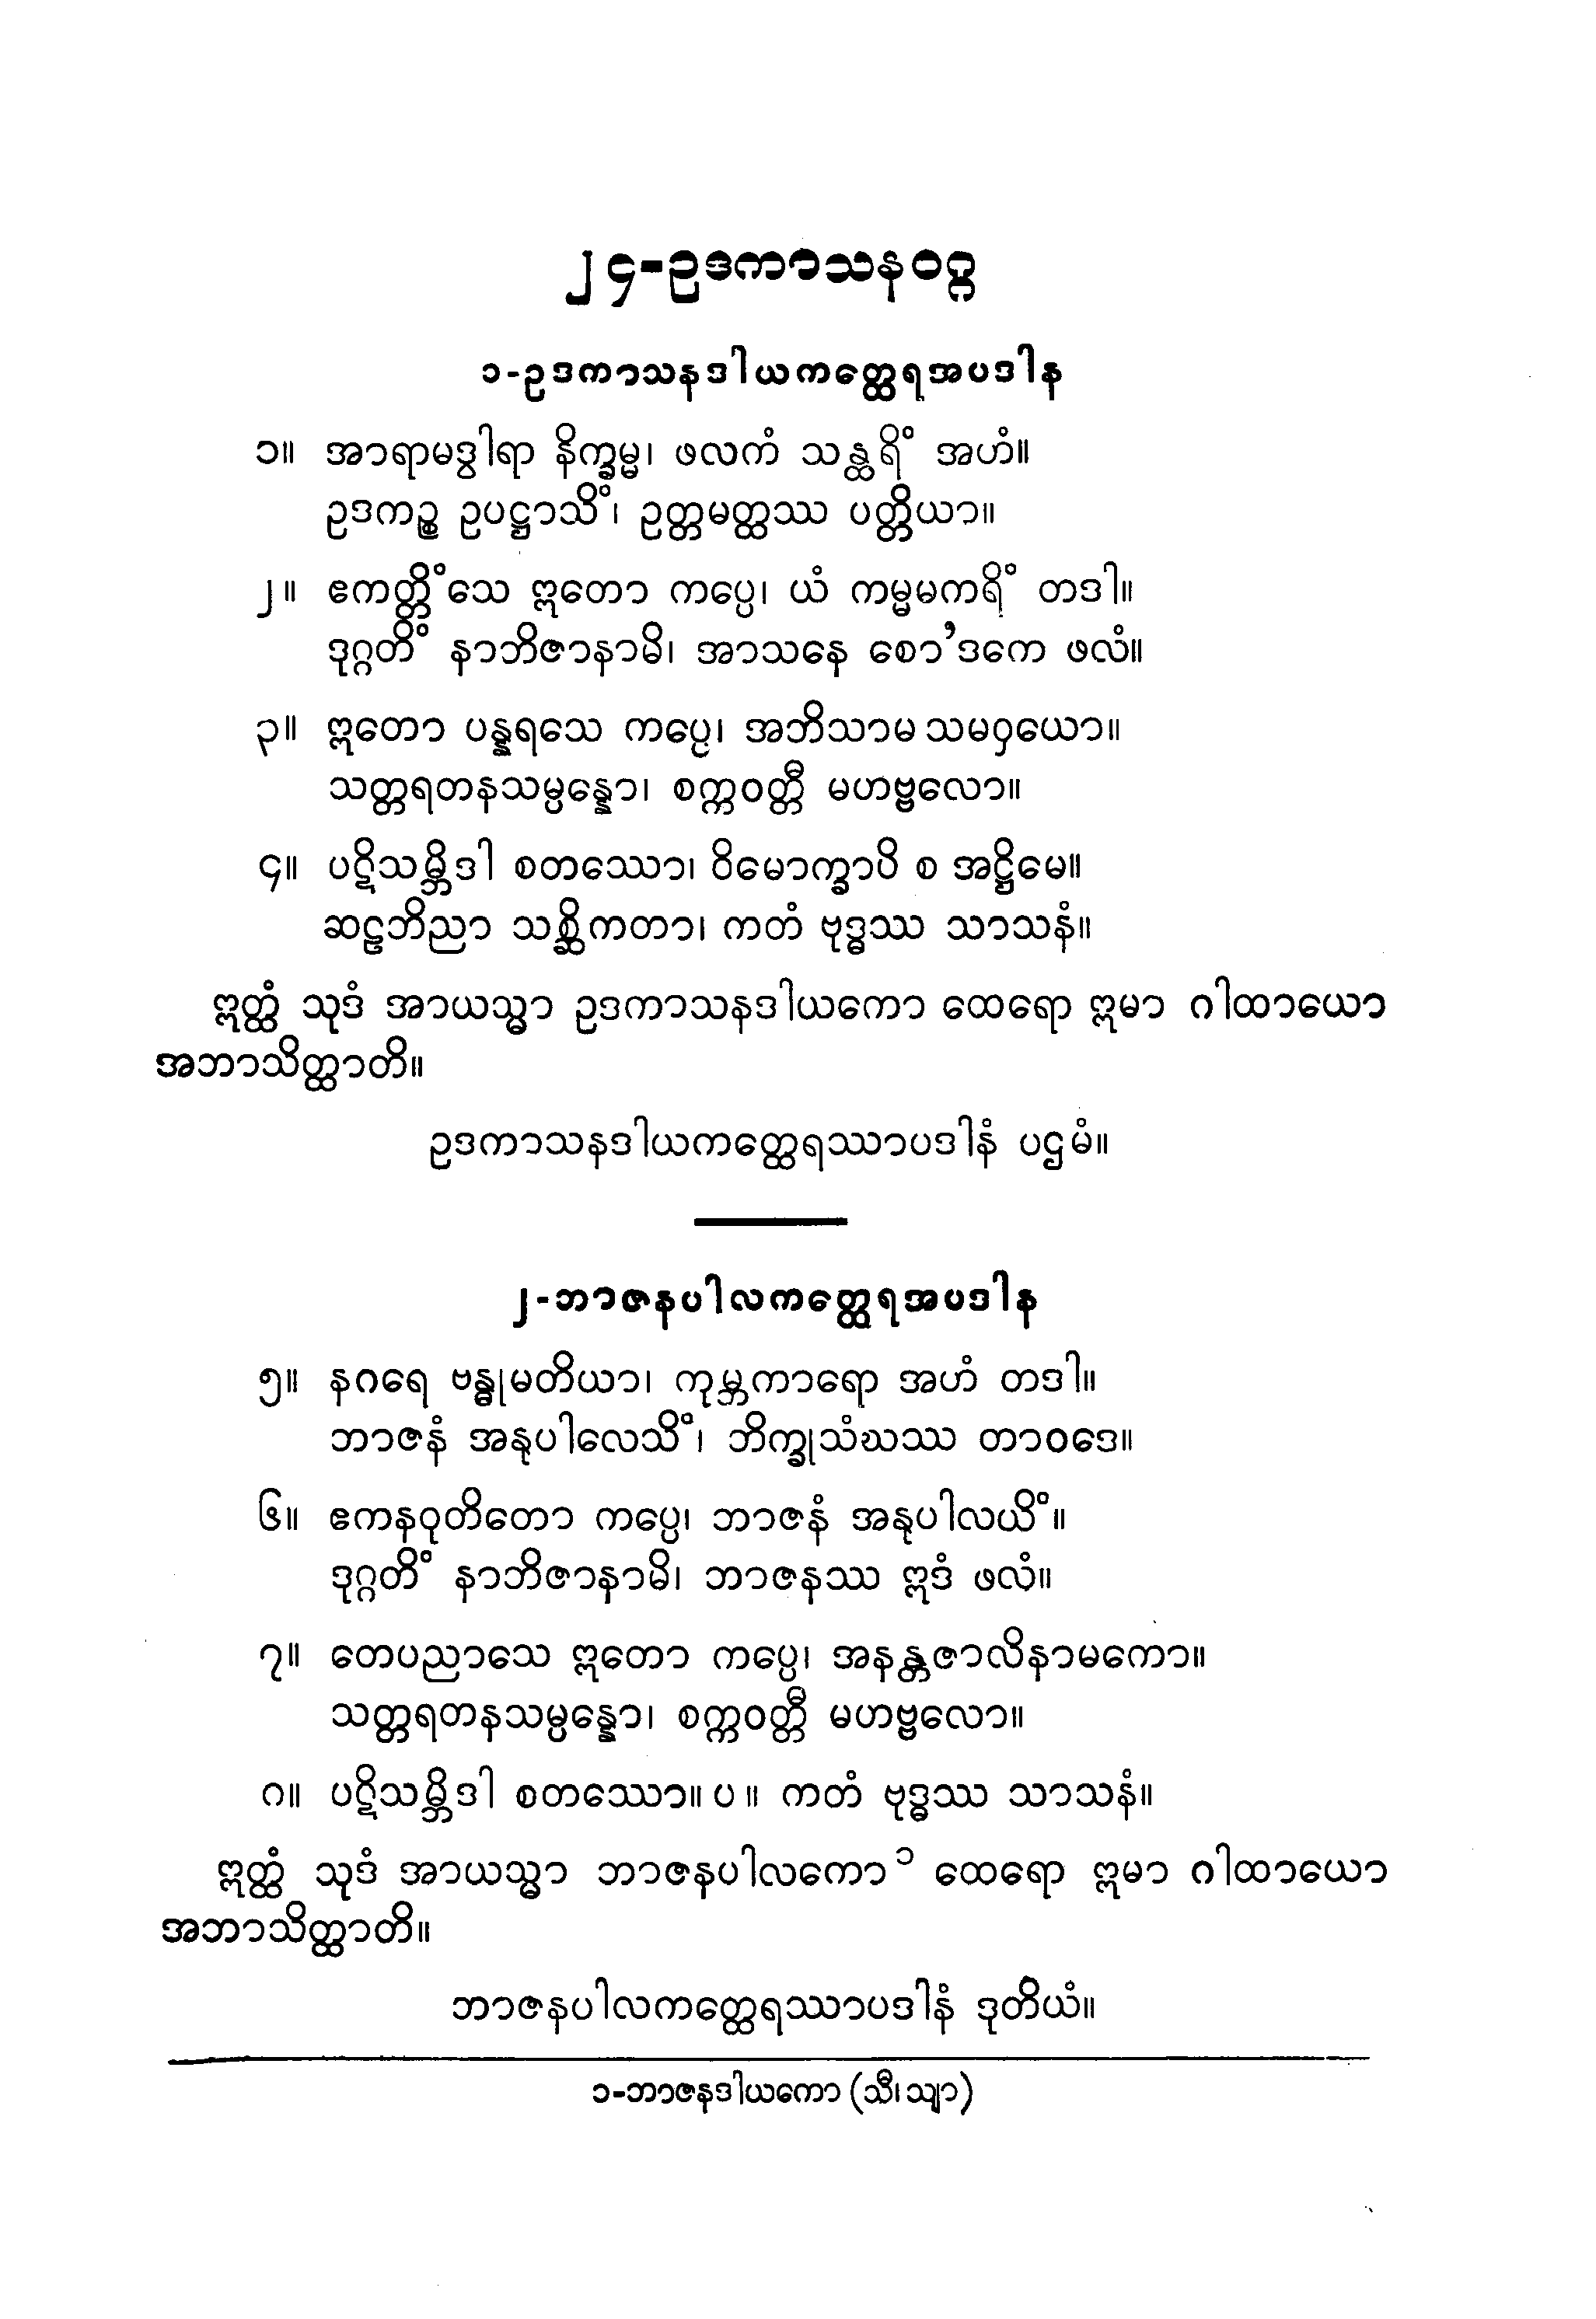 ၂၄-ဥဒကာသနဝဂ္ဂ
၁-ဥဒကာသနဒါယကတ္ထေရအပဒါန
၁။ အာရာမဒွါရာ နိက္ခမ္မ၊ ဖလကံ သန္ထရိံ အဟံ။
ဥဒကဉ္စ ဥပဋ္ဌာသိံ၊ ဥတ္တမတ္ထဿ ပတ္တိယာ။
၂။ ဧကတ္တိံသေ ဣတော ကပ္ပေ၊ ယံ ကမ္မမကရိံ တဒါ။
ဒုဂ္ဂတိံ နာဘိဇာနာမိ၊ အာသနေ စော’ဒကေ ဖလံ။
၃။ ဣတော ပန္နရသေ ကပ္ပေ၊ အဘိသာမ သမဝှယော။
သတ္တရတနသမ္ပန္နော၊ စက္ကဝတ္တီ မဟဗ္ဗလော။
၄။ ပဋိသမ္ဘိဒါ စတဿော၊ ဝိမောက္ခာပိ စ အဋ္ဌိမေ။
ဆဠဘိညာ သစ္ဆိကတာ၊ ကတံ ဗုဒ္ဓဿ သာသနံ။
ဣတ္ထံ သုဒံ အာယသ္မာ ဥဒကာသနဒါယကော ထေရော ဣမာ ဂါထာယော
အဘာသိတ္ထာတိ။
ဥဒကာသနဒါယကတ္ထေရဿာပဒါနံ ပဌမံ။
၂-ဘာဇနပါလကတ္ထေရအပဒါန
၅။ နဂရေ ဗန္ဓုမတိယာ၊ ကုမ္ဘကာရော အဟံ တဒါ။
ဘာဇနံ အနုပါလေသိံ၊ ဘိက္ခုသံဃဿ တာဝဒေ။
၆။ ဧကနဝုတိတော ကပ္ပေ၊ ဘာဇနံ အနုပါလယိံ။
ဒုဂ္ဂတိံ နာဘိဇာနာမိ၊ ဘာဇနဿ ဣဒံ ဖလံ။
၇။ တေပညာသေ ဣတော ကပ္ပေ၊ အနန္တဇာလိနာမကော။
သတ္တရတနသမ္ပန္နော၊ စက္ကဝတ္တီ မဟဗ္ဗလော။
၈။ ပဋိသမ္ဘိဒါ စတဿော။ ပ ။ ကတံ ဗုဒ္ဓဿ သာသနံ။
ဣတ္ထံ သုဒံ အာယသ္မာ ဘာဇနပါလကော ၁ ထေရော ဣမာ ဂါထာယော
အဘာသိတ္ထာတိ။
ဘာဇနပါလကတ္ထေရဿာပဒါနံ ဒုတိယံ။
၁-ဘာဇနဒါယကော (သီ၊ သျာ)